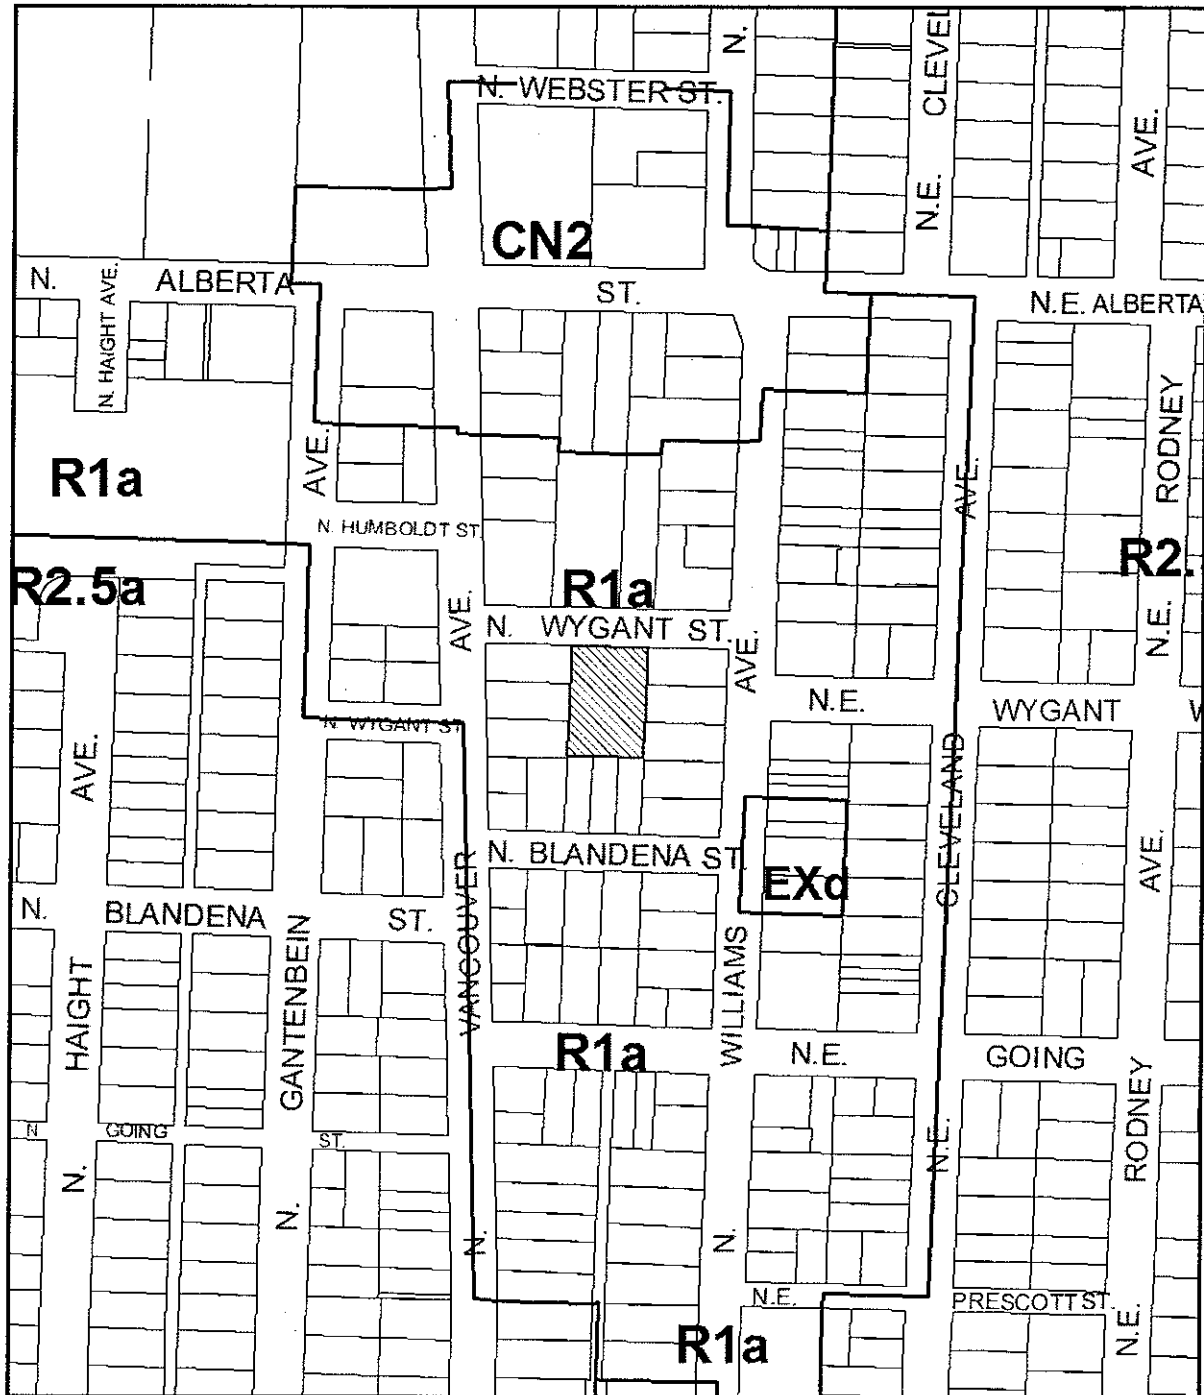 N.
CLEVEL
N. WEBSTER ST.
AVE.
N.E.
CN2
N.
ALBERTA
ST.
N.E. ALBERTA
N. HAIGHT AVE.
RODNEY
AVE.
AVE.
R1a
N. HUMBOLDT ST.
R2.5a
R1a
R2.
AVE.
N. WYGANT ST.
AVE.
N.E.
N.E.
WYGANT
W
N. WYGANT ST
AVE.
CLEVELAND
VANCOUVER
N. BLANDENA ST.
AVE.
EXd
N.
BLANDENA
ST.
HAIGHT
GANTENBEIN
WILLIAMS
R1a
N.E.
GOING
RODNEY
N
GOING
ST.
N.E.
N.
N.
N.
N.
N.E.
PRESCOTT ST.
N.E.
R1a